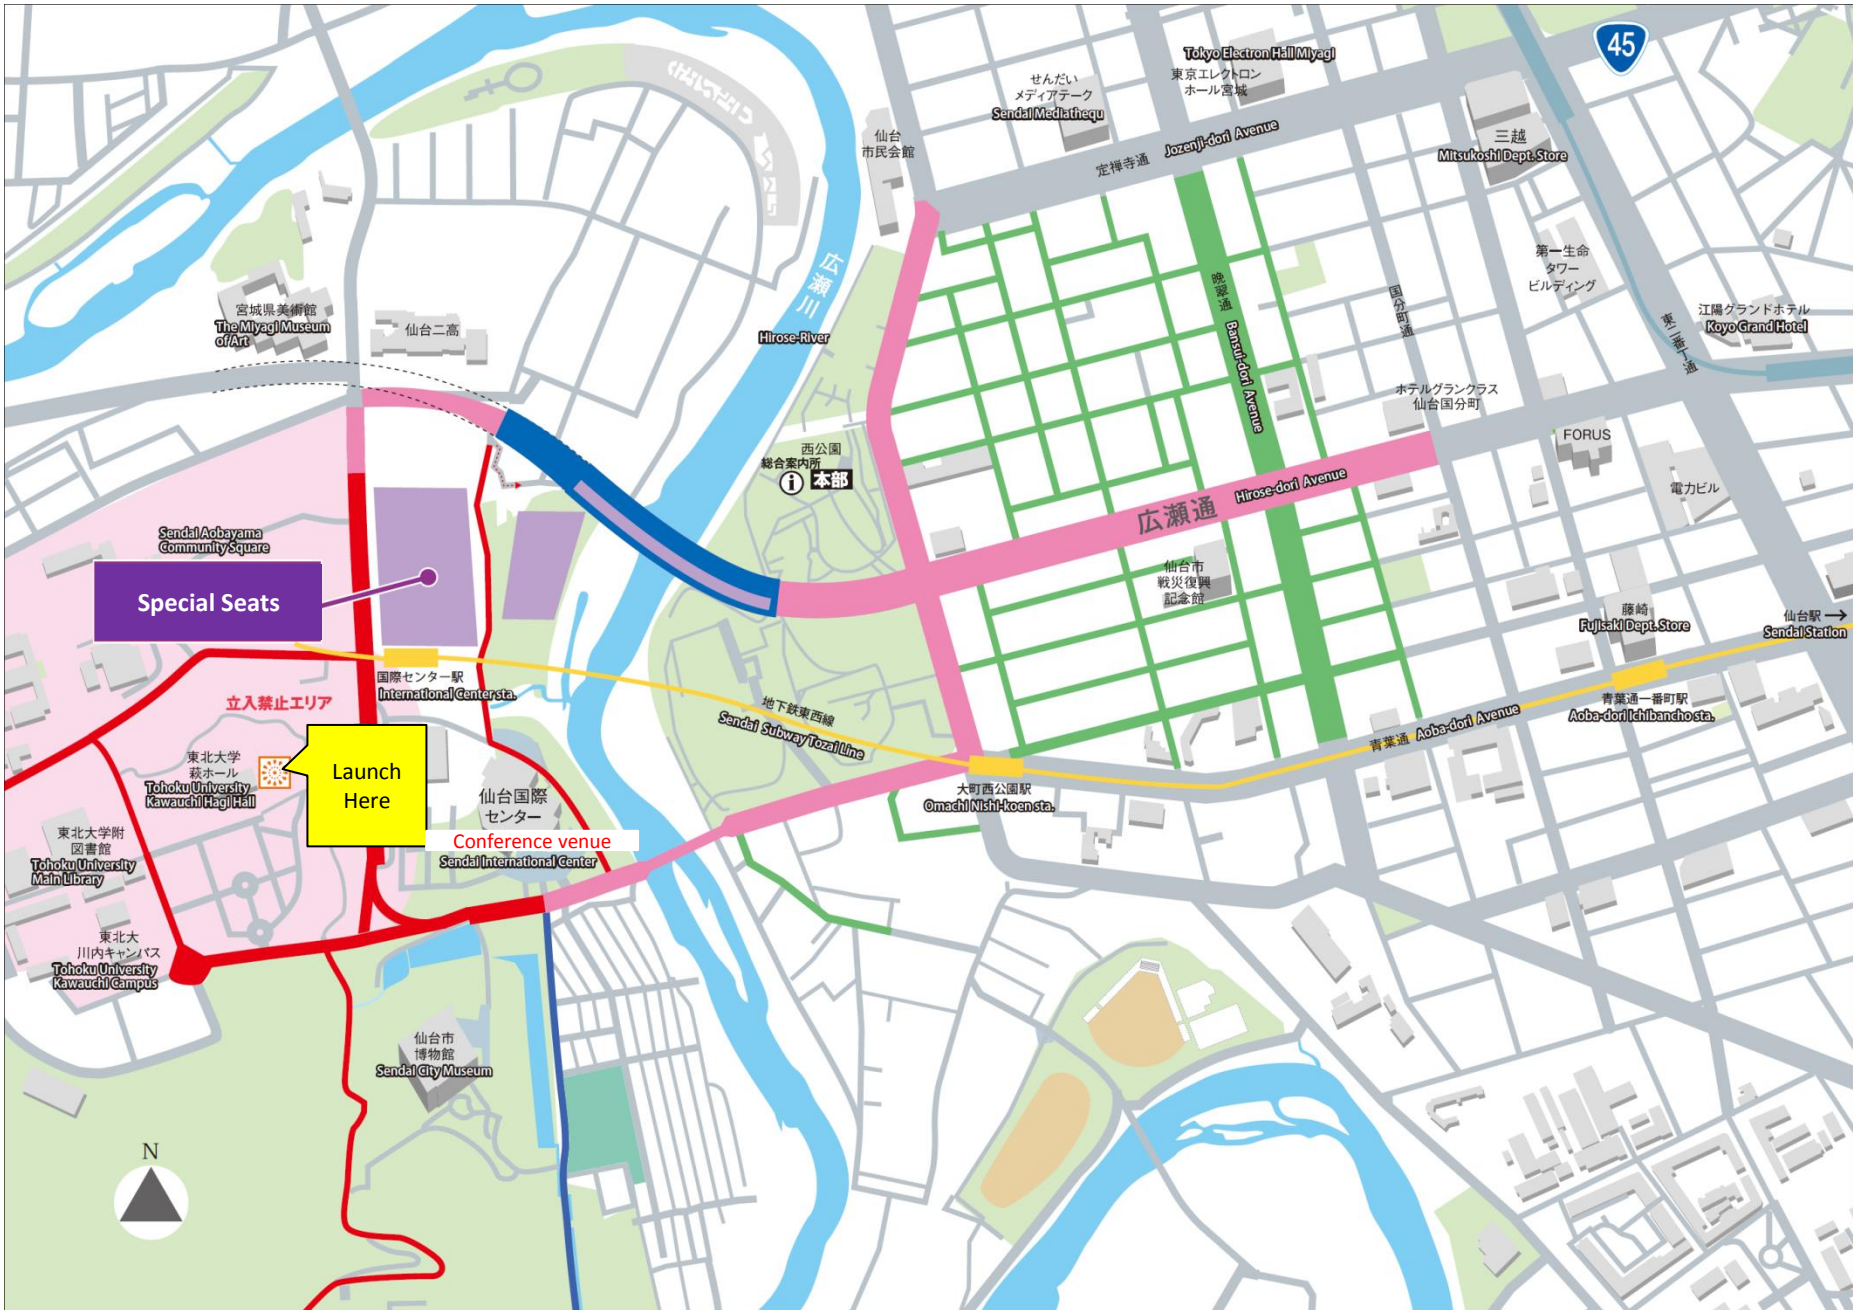 45
Tokyo Electron Hall Miyagi
東京エレクトロン
ホール宮城
せんだい
メディアテーク
Sendai Mediathequ
仙台
市民会館
定禅寺通 Jozenji-dori Avenue
三越
Mitsukoshi Dept. Store
第一生命
タワー
ビルディング
江陽グランドホテル
Koyo Grand Hotel
東二番丁通
国分町通
晩翠通 Bansui-dori Avenue
広瀬川
Hirose-River
宮城県美術館
The Miyagi Museum
of Art
仙台二高
ホテルグランクラス
仙台国分町
FORUS
電力ビル
西公園
総合案内所
i 本部
広瀬通 Hirose-dori Avenue
Sendai Aobayama
Community Square
Special Seats
仙台市
戦災復興
記念館
藤崎
Fujisaki Dept. Store
仙台駅→
Sendai Station
国際センター駅
International Center sta.
地下鉄東西線
Sendai Subway Tozai Line
青葉通一番町駅
Aoba-dori Ichibancho sta.
青葉通 Aoba-dori Avenue
立入禁止エリア
東北大学
萩ホール
Tohoku University
Kawauchi Hagi Hall
Launch
Here
仙台国際
センター
Conference venue
Sendai International Center
大町西公園駅
Omachi Nishi-koen sta.
東北大学附
図書館
Tohoku University
Main Library
東北大
川内キャンパス
Tohoku University
Kawauchi Campus
仙台市
博物館
Sendai City Museum
N